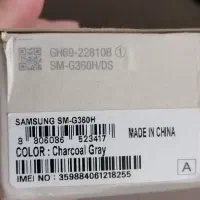 GH69-22810B ①
SM-G360H/DS
SAMSUNG SM-G360H
8 806086 523417
MADE IN CHINA
COLOR : Charcoal Gray
A
IMEI NO : 359884061218255